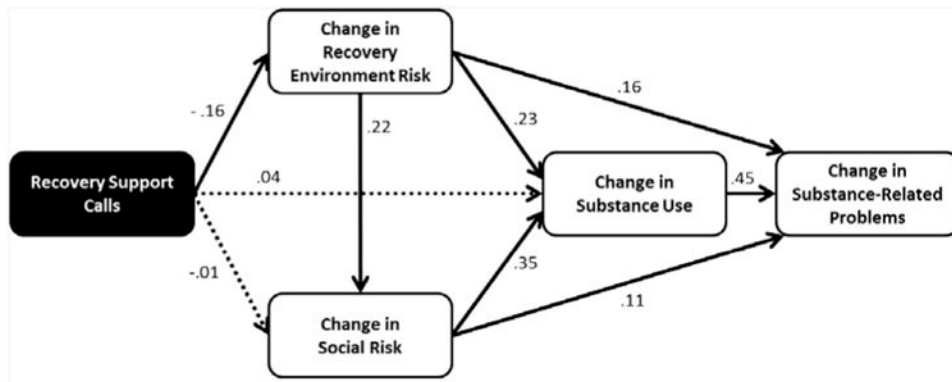 Change in
Recovery
Environment Risk
- .16
.16
.22
.23
Recovery Support
Calls
.04
Change in
Substance Use
.45
Change in
Substance-Related
Problems
-.01
.35
.11
Change in
Social Risk